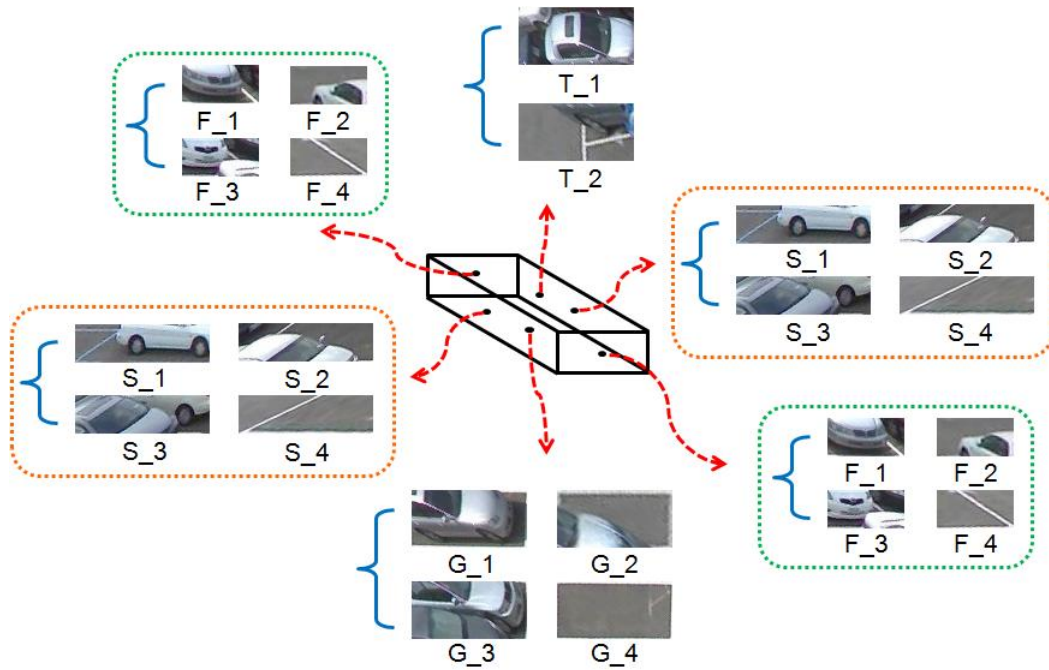 T_1
T_2
F_1 F_2
F_3 F_4
S_1 S_2
S_3 S_4
S_1 S_2
S_3 S_4
F_1 F_2
F_3 F_4
G_1 G_2
G_3 G_4